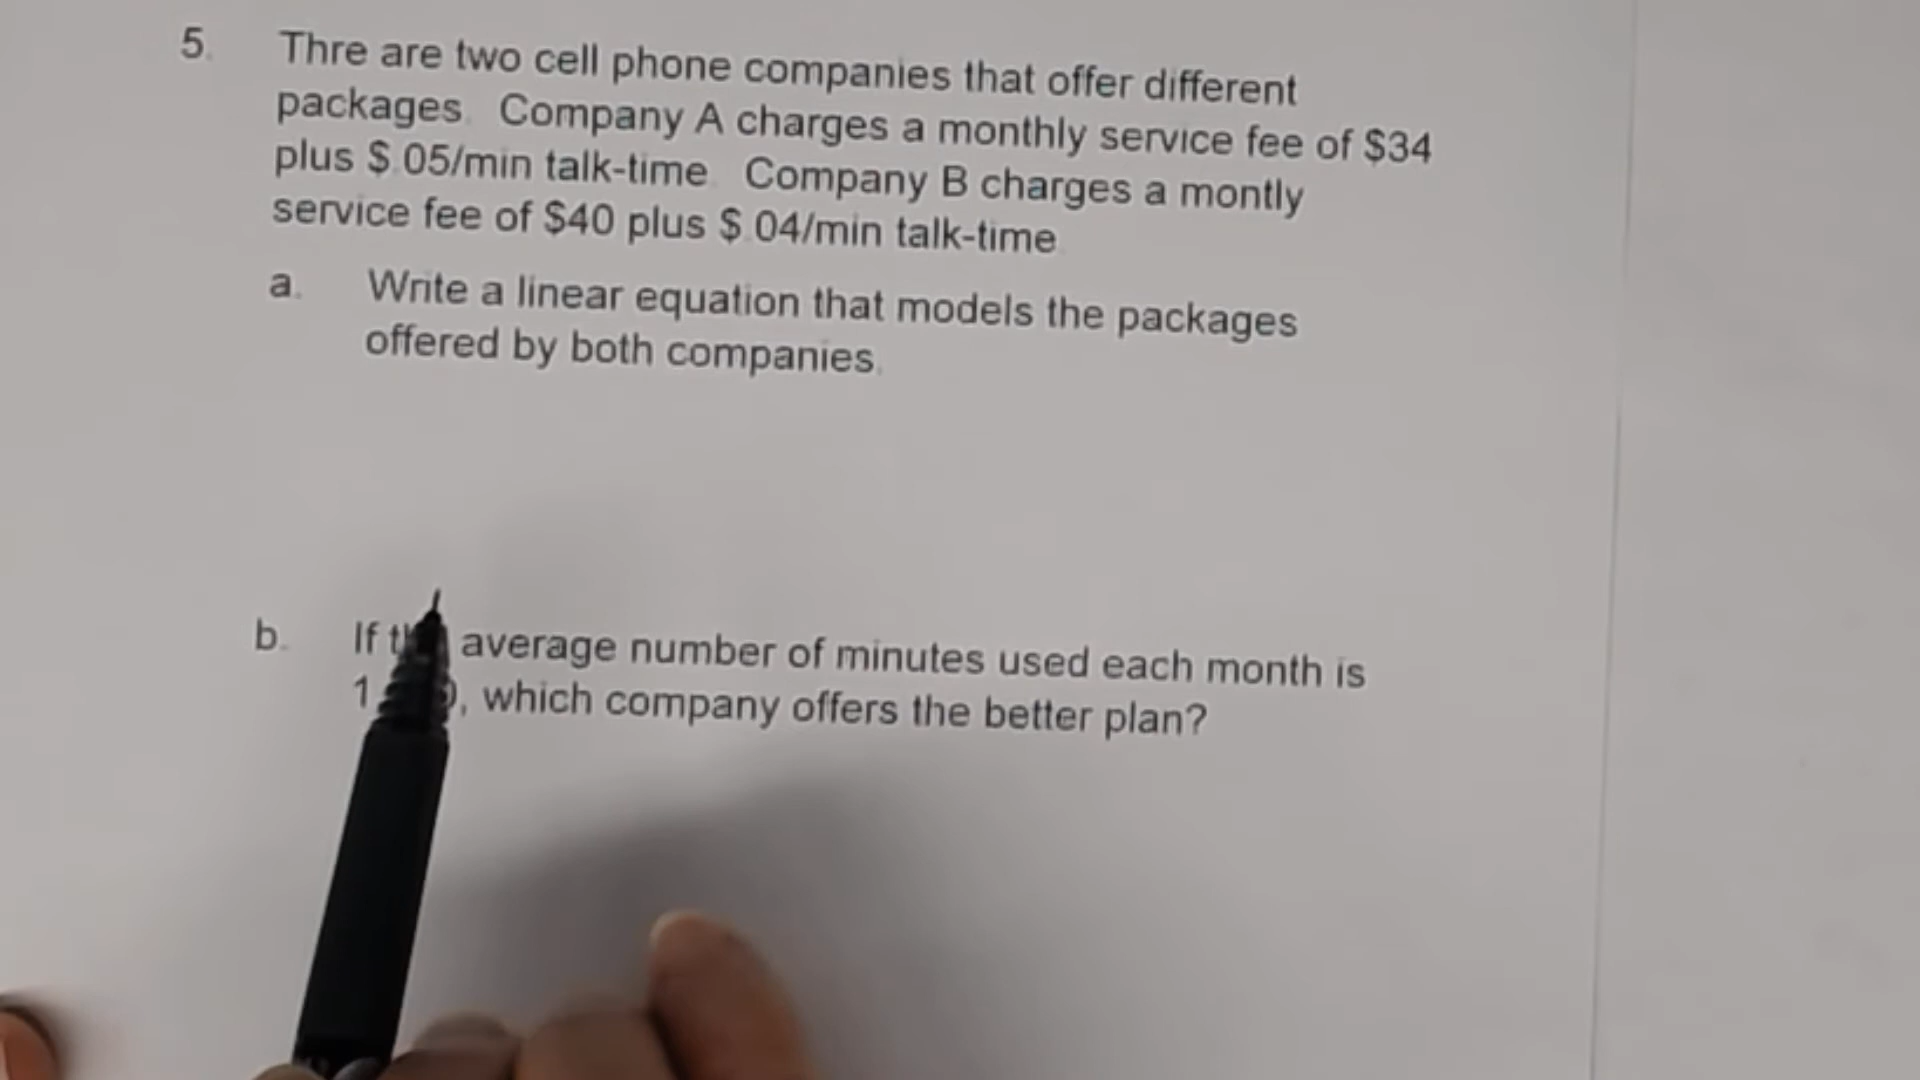 5. Thre are two cell phone companies that offer different
packages. Company A charges a monthly service fee of $34
plus $.05/min talk-time. Company B charges a montly
service fee of $40 plus $.04/min talk-time.
a. Write a linear equation that models the packages
offered by both companies.
b. If average number of minutes used each month is
which company offers the better plan?